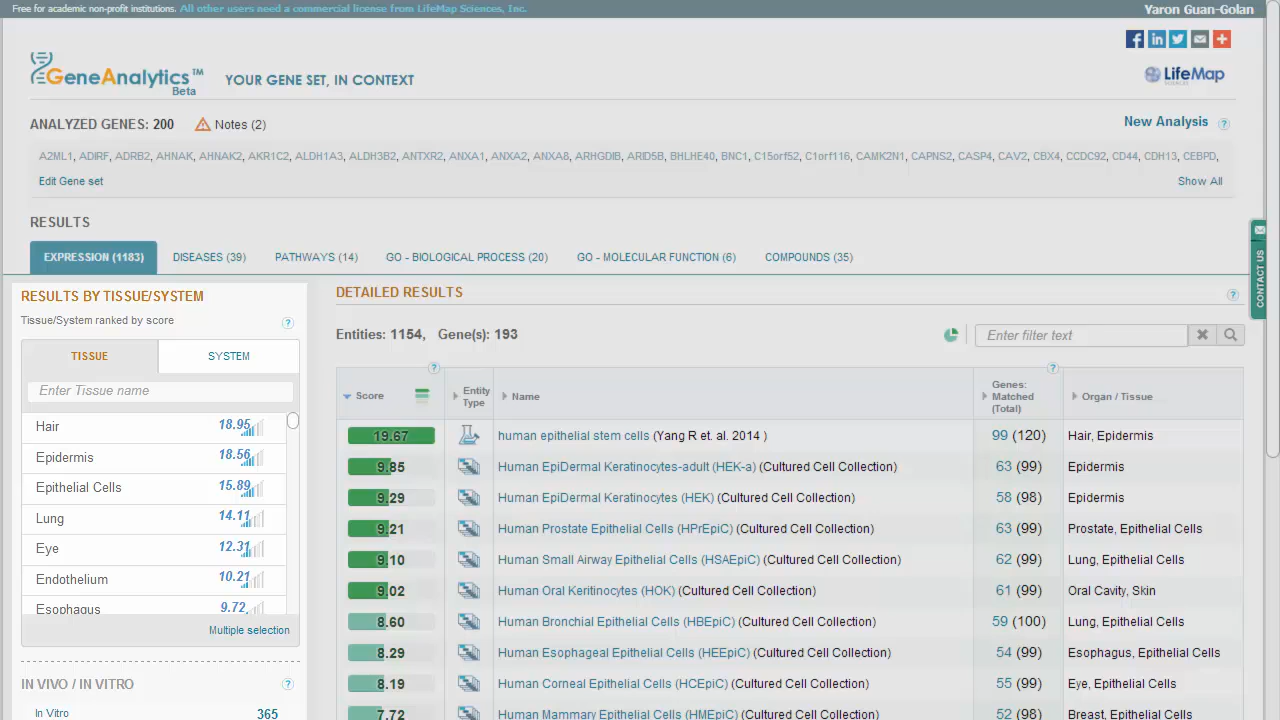 Free for academic non-profit institutions. All other users need a commercial license from LifeMap Sciences, Inc.
Yaron Guan-Golan
GeneAnalytics™
Beta
YOUR GENE SET, IN CONTEXT
LifeMap
SCIENCES
ANALYZED GENES: 200
Notes (2)
New Analysis ?
A2ML1, ADIRF, ADRB2, AHNAK, AHNAK2, AKR1C2, ALDH1A3, ALDH3B2, ANTXR2, ANXA1, ANXA2, ANXA8, ARHGDIB, ARID5B, BHLHE40, BNC1, C15orf52, C1orf116, CAMK2N1, CAPNS2, CASP4, CAV2, CBX4, CCDC92, CD44, CDH13, CEBPD,
Edit Gene set
Show All
RESULTS
EXPRESSION (1183)
DISEASES (39)
PATHWAYS (14)
GO - BIOLOGICAL PROCESS (20)
GO - MOLECULAR FUNCTION (6)
COMPOUNDS (35)
CONTACT US
RESULTS BY TISSUE/SYSTEM
Tissue/System ranked by score ?
TISSUE
SYSTEM
Enter Tissue name
Hair 18.95
Epidermis 18.56
Epithelial Cells 15.89
Lung 14.11
Eye 12.31
Endothelium 10.21
Esophagus 9.72
Multiple selection
IN VIVO / IN VITRO ?
In Vitro 365
DETAILED RESULTS ?
Entities: 1154, Gene(s): 193
Enter filter text
? ?
Score Entity Type Name Genes: Matched (Total) Organ / Tissue
19.67 human epithelial stem cells (Yang R et. al. 2014 ) 99 (120) Hair, Epidermis
9.85 Human EpiDermal Keratinocytes-adult (HEK-a) (Cultured Cell Collection) 63 (99) Epidermis
9.29 Human EpiDermal Keratinocytes (HEK) (Cultured Cell Collection) 58 (98) Epidermis
9.21 Human Prostate Epithelial Cells (HPrEpiC) (Cultured Cell Collection) 63 (99) Prostate, Epithelial Cells
9.10 Human Small Airway Epithelial Cells (HSAEpiC) (Cultured Cell Collection) 62 (99) Lung, Epithelial Cells
9.02 Human Oral Keritinocytes (HOK) (Cultured Cell Collection) 61 (99) Oral Cavity, Skin
8.60 Human Bronchial Epithelial Cells (HBEpiC) (Cultured Cell Collection) 59 (100) Lung, Epithelial Cells
8.29 Human Esophageal Epithelial Cells (HEEpiC) (Cultured Cell Collection) 54 (99) Esophagus, Epithelial Cells
8.19 Human Corneal Epithelial Cells (HCEpiC) (Cultured Cell Collection) 55 (99) Eye, Epithelial Cells
7.72 Human Mammary Epithelial Cells (HMEpiC) (Cultured Cell Collection) 52 (98) Breast, Epithelial Cells